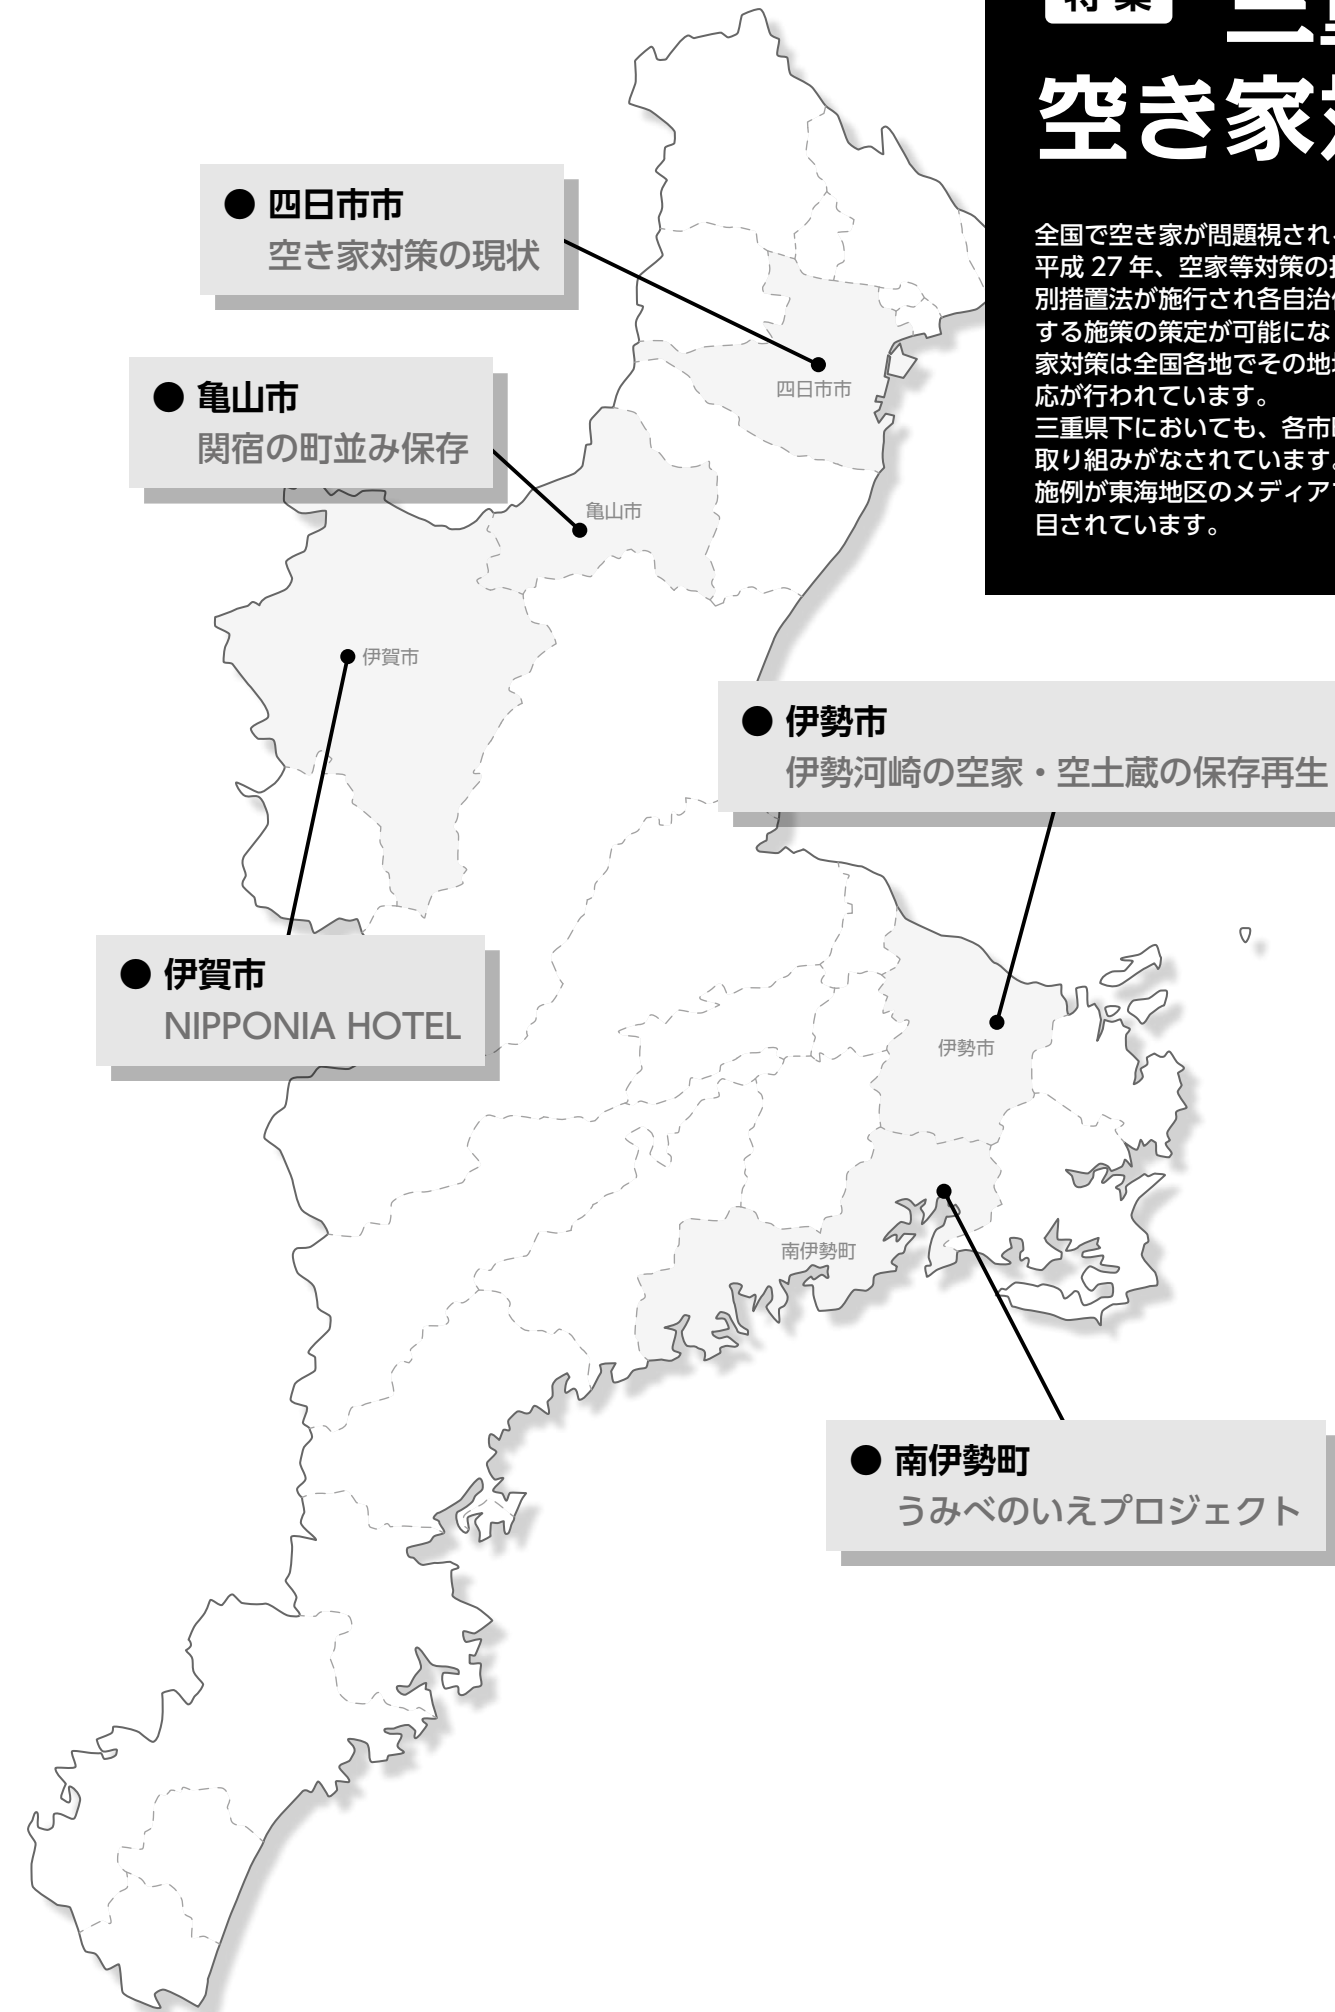 特集 三重
空き家対
全国で空き家が問題視され
平成 27 年、空家等対策の
別措置法が施行され各自治
する施策の策定が可能にな
家対策は全国各地でその地
応が行われています。
三重県下においても、各市
取り組みがなされています。
施例が東海地区のメディア
目されています。
● 四日市市
空き家対策の現状
四日市市
● 亀山市
関宿の町並み保存
亀山市
伊賀市
● 伊勢市
伊勢河崎の空家・空土蔵の保存再生
● 伊賀市
NIPPONIA HOTEL
伊勢市
南伊勢町
● 南伊勢町
うみべのいえプロジェクト